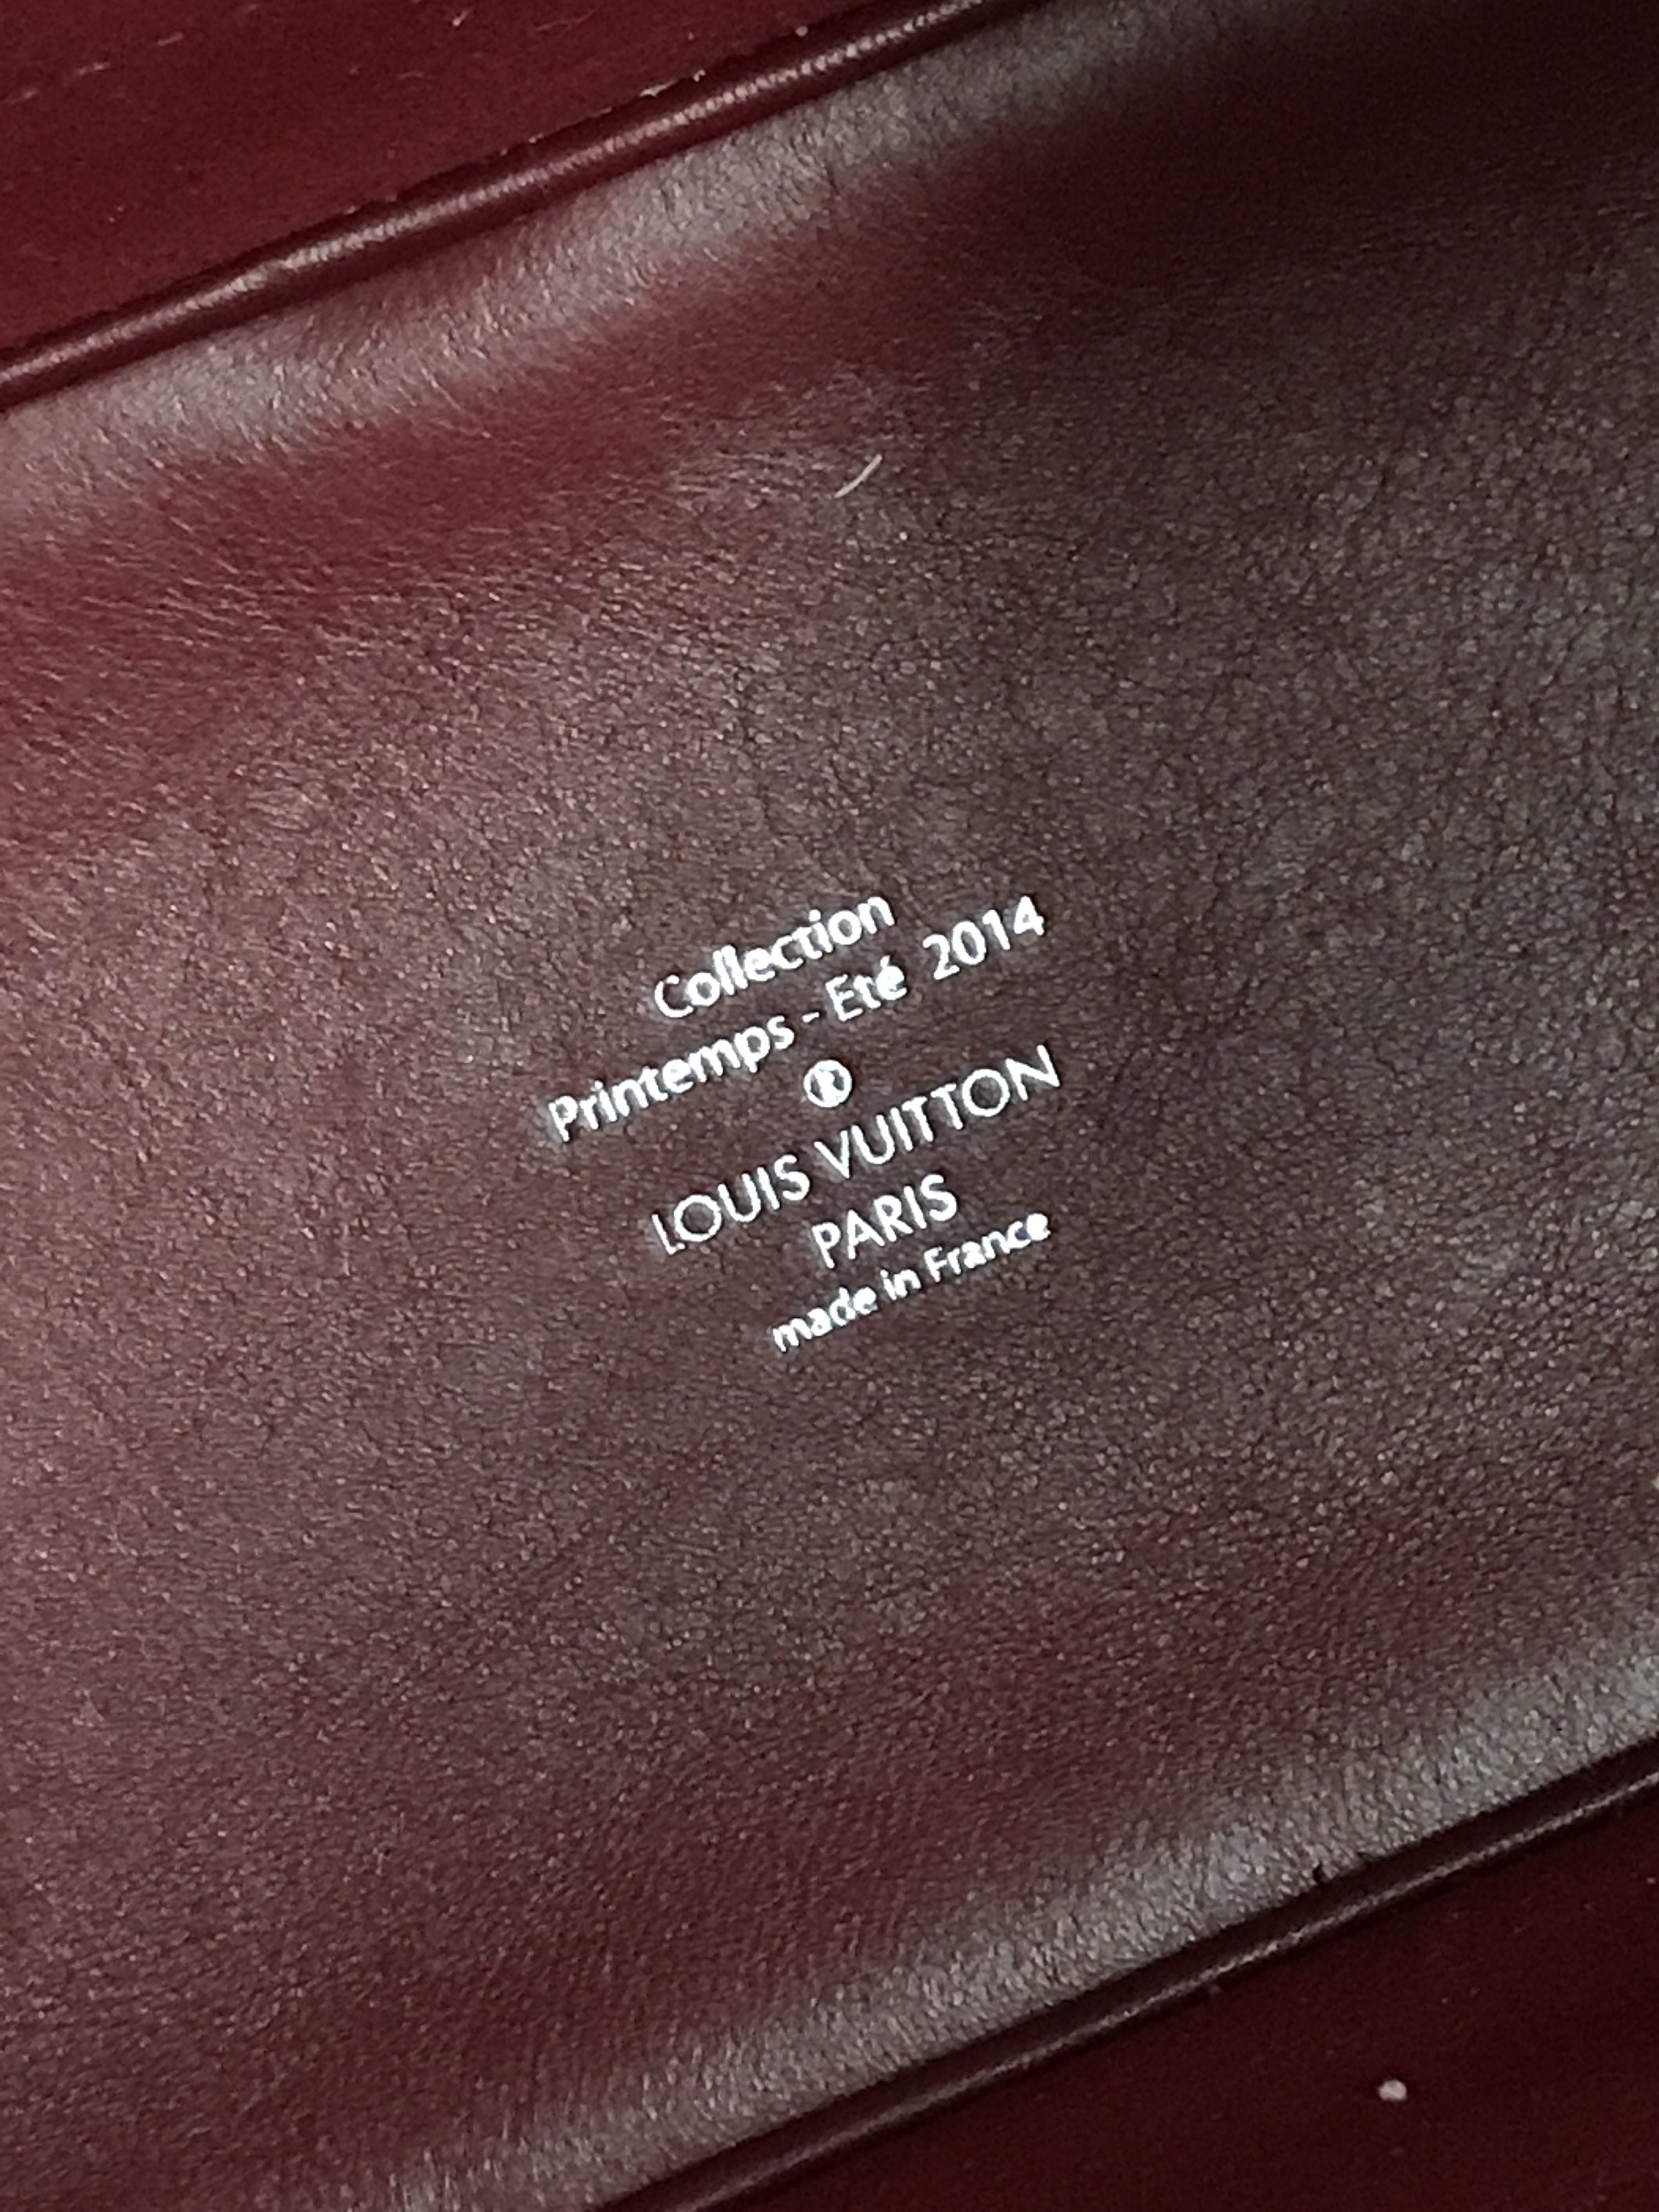 Collection
Printemps - Eté 2014
®
LOUIS VUITTON
PARIS
made in France